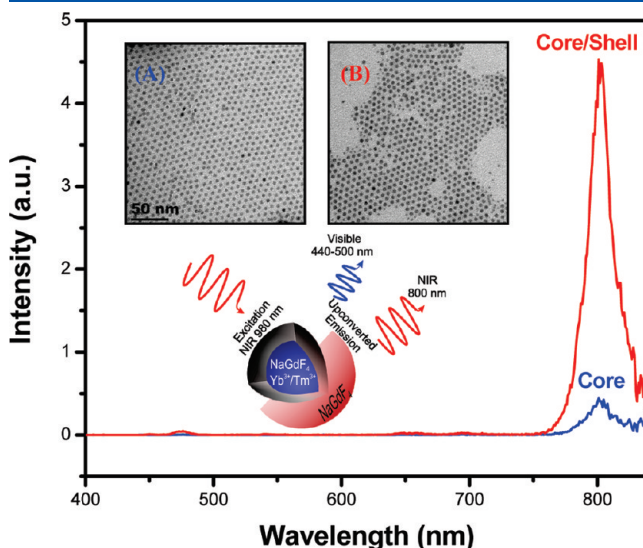 5
4
3
2
1
0
Intensity (a.u.)
(A)
50 nm
(B)
Core/Shell
Visible
440-500 nm
NIR
800 nm
Excitation
NIR 980 nm
Upconverted
Emission
NaGdF₄
Yb³⁺/Tm³⁺
NaGdF₄
Core
400
500
600
700
800
Wavelength (nm)